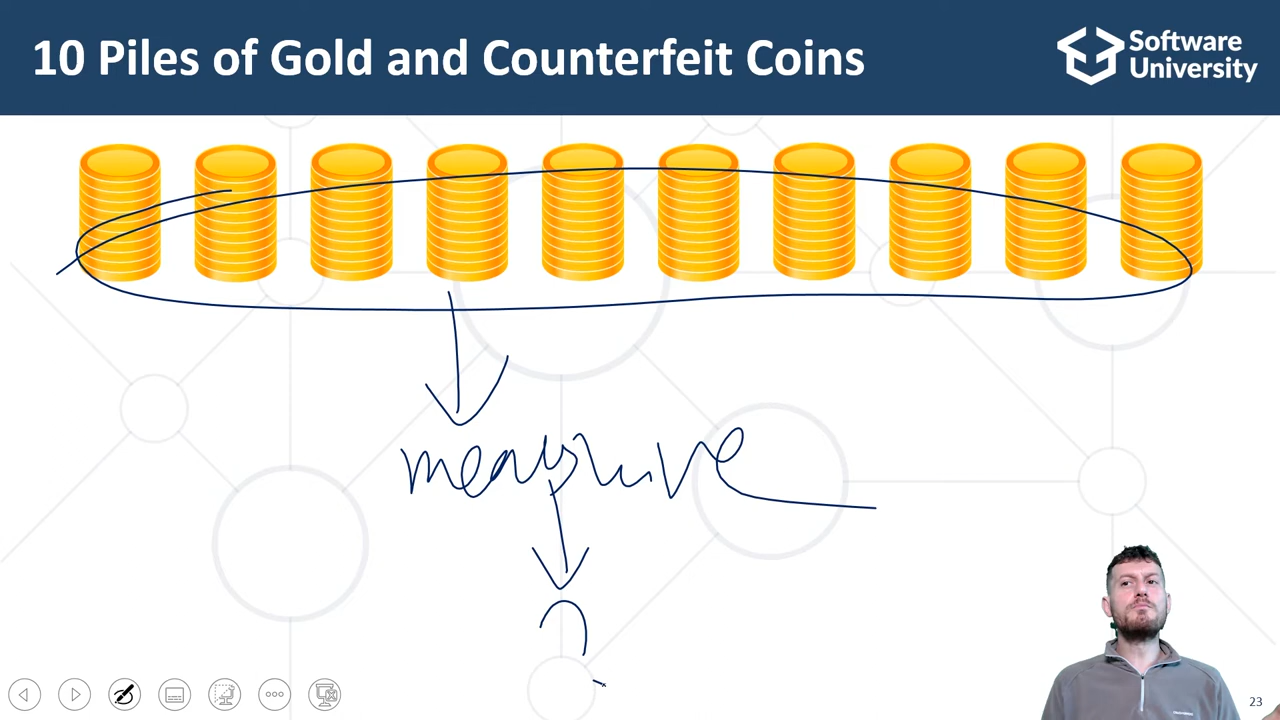 10 Piles of Gold and Counterfeit Coins
Software
University
measure
?
23